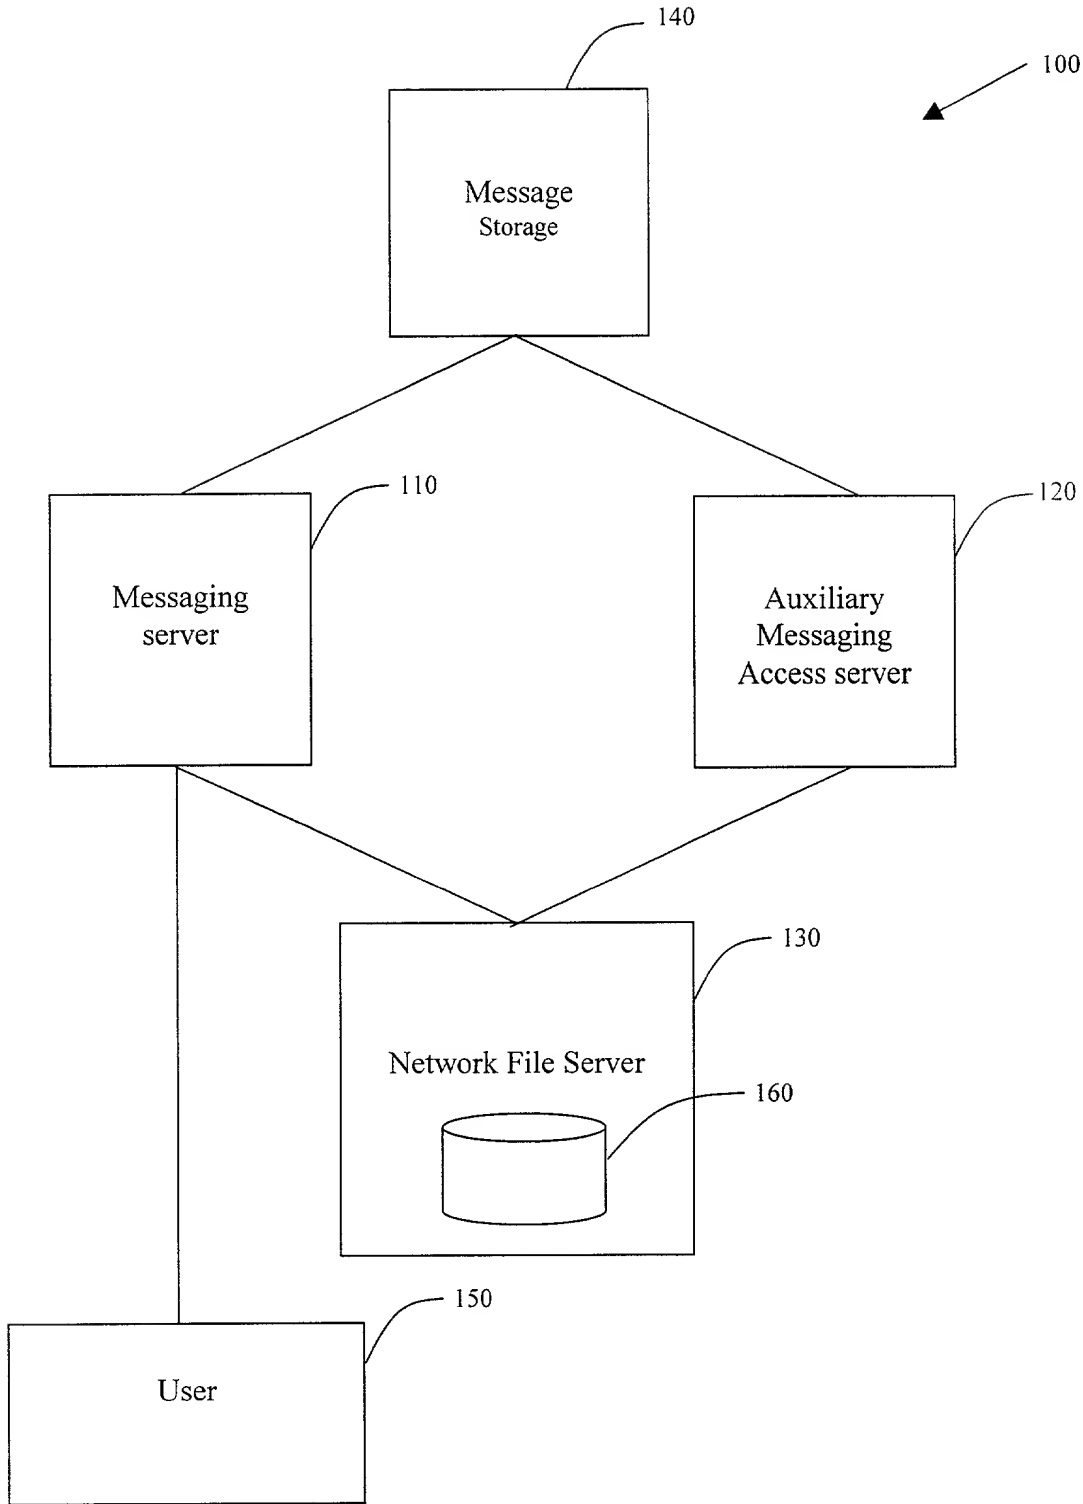 140
100
Message
Storage
110
120
Messaging
server
Auxiliary
Messaging
Access server
130
Network File Server
160
150
User